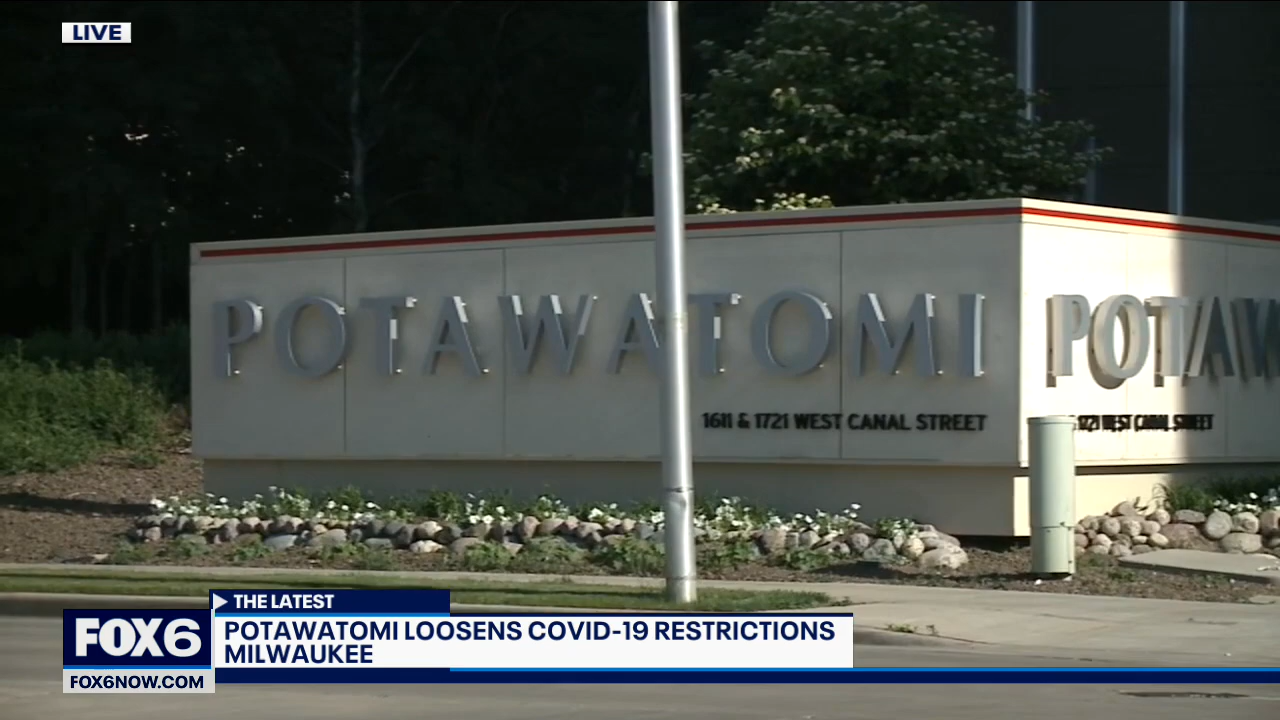 LIVE
POTAWATOMI
POTAW
1611 & 1721 WEST CANAL STREET
1721 WEST CANAL STREET
THE LATEST
FOX6
POTAWATOMI LOOSENS COVID-19 RESTRICTIONS
MILWAUKEE
FOX6NOW.COM